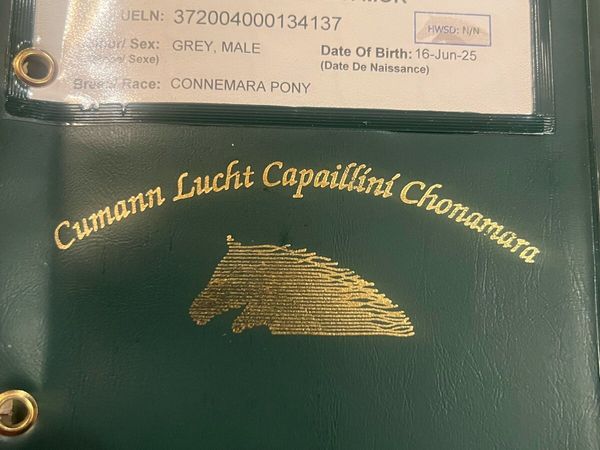 UELN: 372004000134137
HWSD: N/N
Sex: GREY, MALE
Date Of Birth: 16-Jun-25
Sexe)
(Date De Naissance)
Race: CONNEMARA PONY
Cumann Lucht Capaillíní Chonamara